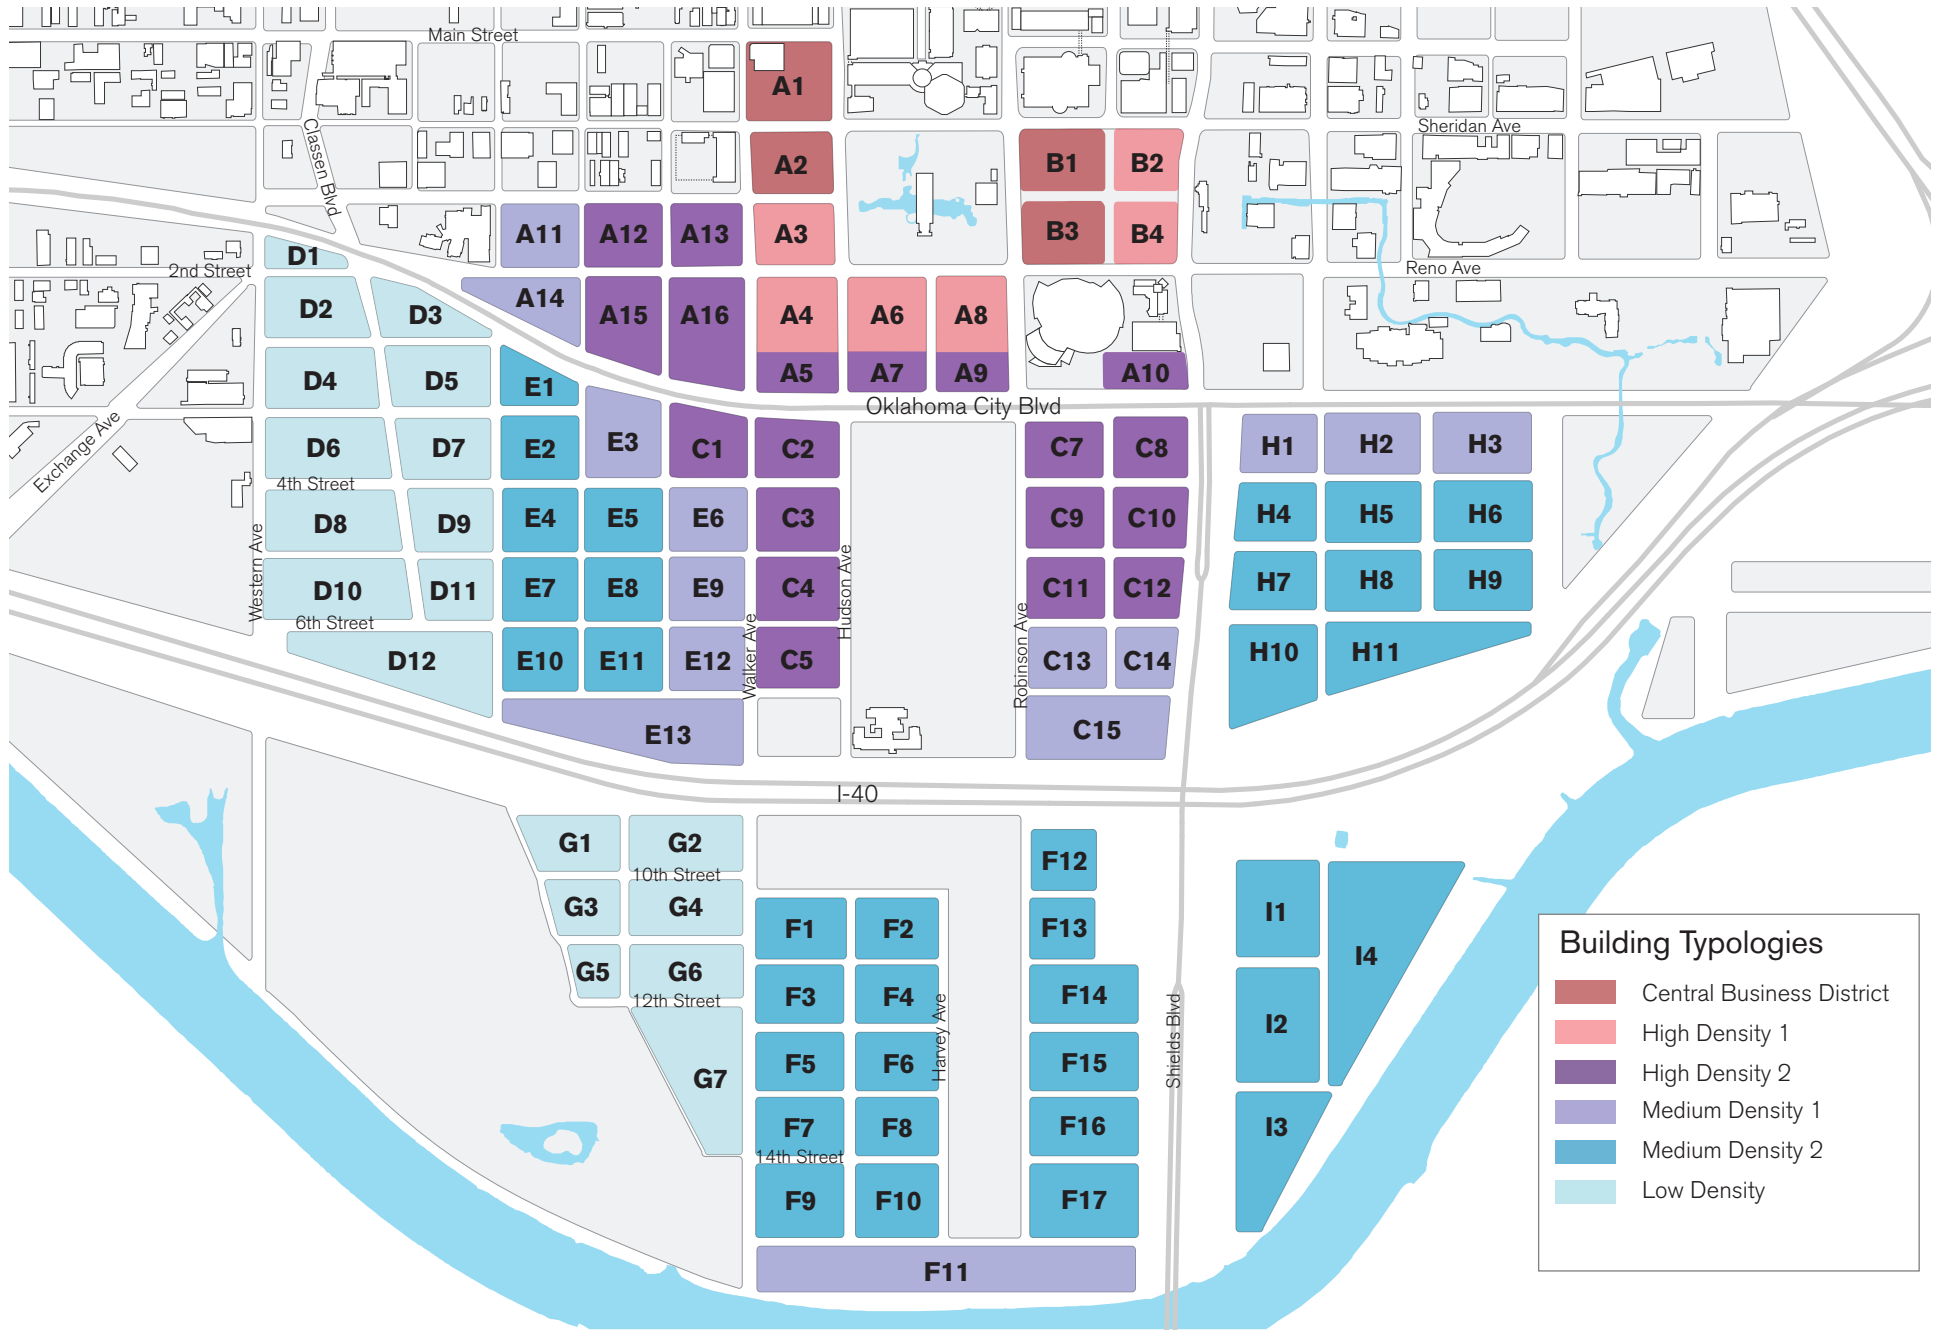 Main Street
A1
Classen Blvd
Sheridan Ave
A2
B1
B2
A11
A12
A13
A3
B3
B4
D1
2nd Street
Reno Ave
D2
D3
A14
A15
A16
A4
A6
A8
D4
D5
E1
A5
A7
A9
A10
Oklahoma City Blvd
Exchange Ave
D6
D7
E2
E3
C1
C2
C7
C8
H1
H2
H3
4th Street
D8
D9
E4
E5
E6
C3
C9
C10
H4
H5
H6
Western Ave
Hudson Ave
D10
D11
E7
E8
E9
C4
C11
C12
H7
H8
H9
6th Street
Walker Ave
Robinson Ave
D12
E10
E11
E12
C5
C13
C14
H10
H11
E13
C15
I-40
G1
G2
F12
10th Street
G3
G4
F1
F2
F13
I1
I4
G5
G6
12th Street
F3
F4
Harvey Ave
F14
Shields Blvd
I2
G7
F5
F6
F15
F7
F8
F16
I3
14th Street
F9
F10
F17
F11
Building Typologies
Central Business District
High Density 1
High Density 2
Medium Density 1
Medium Density 2
Low Density